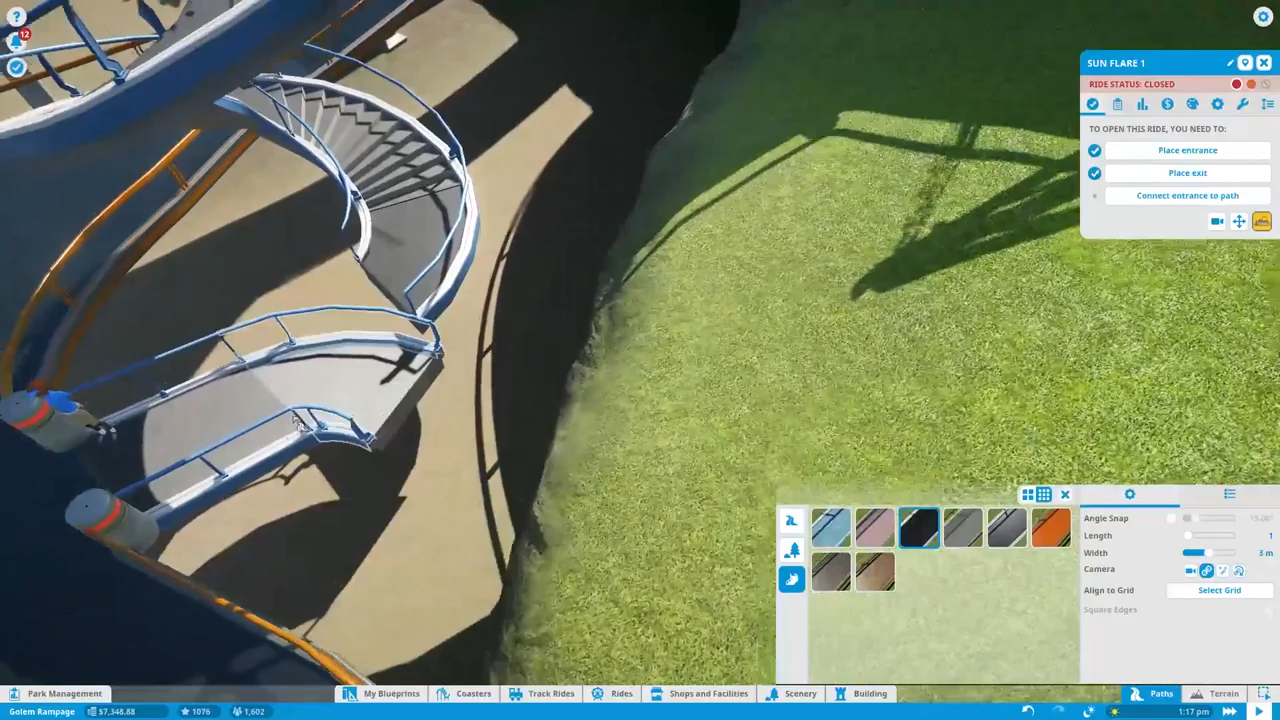 12
SUN FLARE 1
RIDE STATUS: CLOSED
TO OPEN THIS RIDE, YOU NEED TO:
Place entrance
Place exit
Connect entrance to path
Angle Snap
15.00°
Length
1
Width
3 m
Camera
Align to Grid
Select Grid
Square Edges
Park Management
My Blueprints
Coasters
Track Rides
Rides
Shops and Facilities
Scenery
Building
Paths
Terrain
Golem Rampage
$7,348.88
1076
1,602
1:17 pm